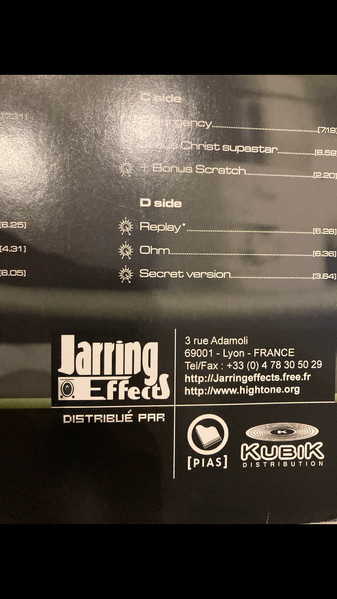 C side
[7.31]
[7.19]
Christ supastar [6.59]
+ Bonus Scratch [2.20]
D side
[6.25]
Replay* [6.26]
[4.31]
Ohm [6.36]
[6.05]
Secret version [3.64]
Jarring
Effects
3 rue Adamoli
69001 - Lyon - FRANCE
Tel/Fax : +33 (0) 4 78 30 50 29
http://Jarringeffects.free.fr
http://www.hightone.org
DISTRIBUÉ PAR
[PIAS]
K
KUBIK
DISTRIBUTION